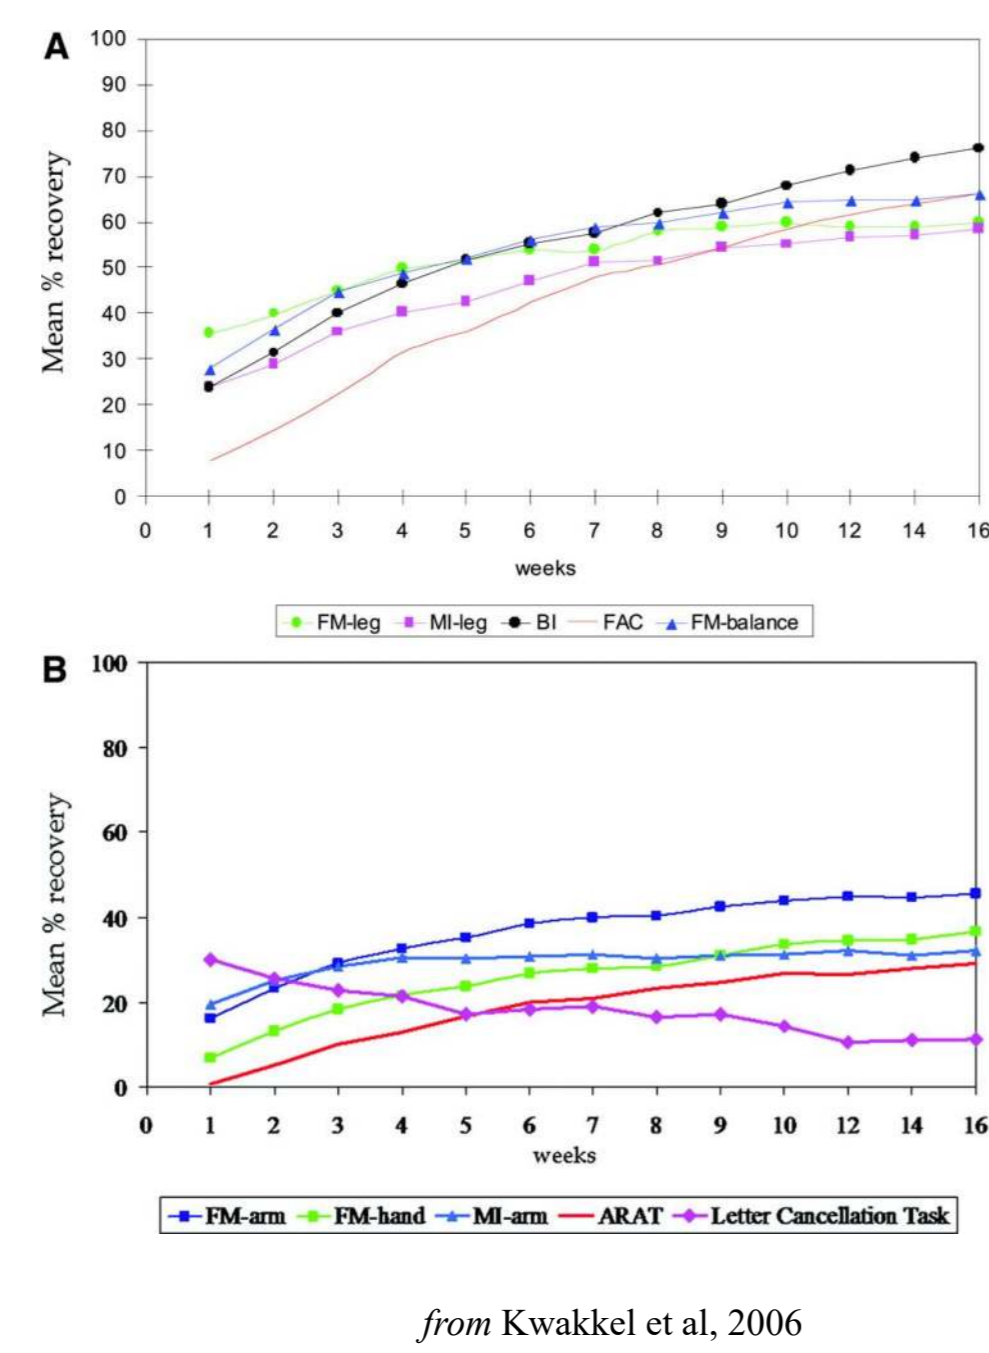 A
100
90
80
70
60
50
40
30
20
10
0
Mean % recovery
0 1 2 3 4 5 6 7 8 9 10 12 14 16
weeks
FM-leg MI-leg BI FAC FM-balance
B
100
80
60
40
20
0
Mean % recovery
0 1 2 3 4 5 6 7 8 9 10 12 14 16
weeks
FM-arm FM-hand MI-arm ARAT Letter Cancellation Task
from Kwakkel et al, 2006